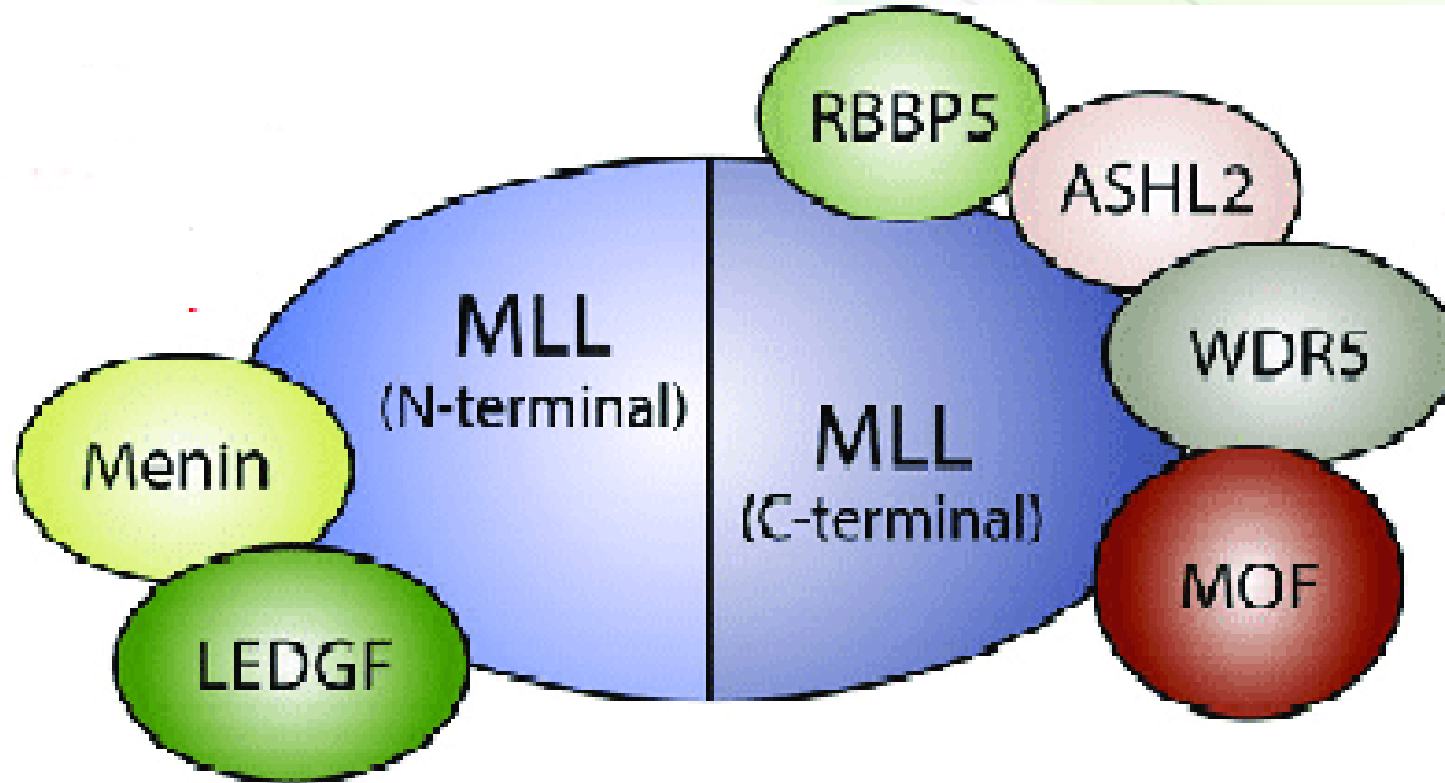 RBBP5
ASHL2
WDR5
MOF
MLL
(N-terminal)
MLL
(C-terminal)
Menin
LEDGF